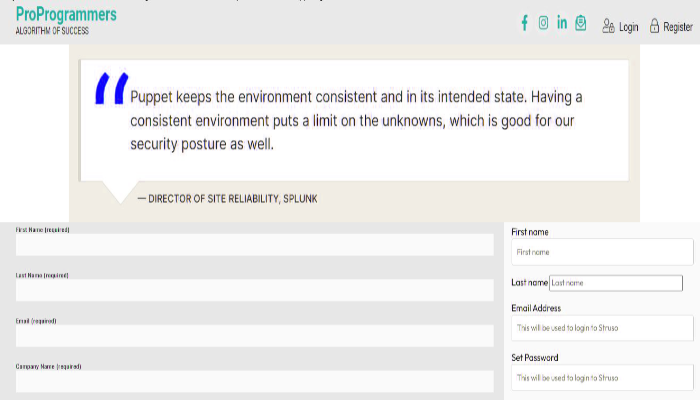 ProProgrammers
ALGORITHM OF SUCCESS
Login
Register
“
Puppet keeps the environment consistent and in its intended state. Having a
consistent environment puts a limit on the unknowns, which is good for our
security posture as well.
— DIRECTOR OF SITE RELIABILITY, SPLUNK
First Name (required)
Last Name (required)
Email (required)
Company Name (required)
First name
First name
Last name
Last name
Email Address
This will be used to login to Struso
Set Password
This will be used to login to Struso